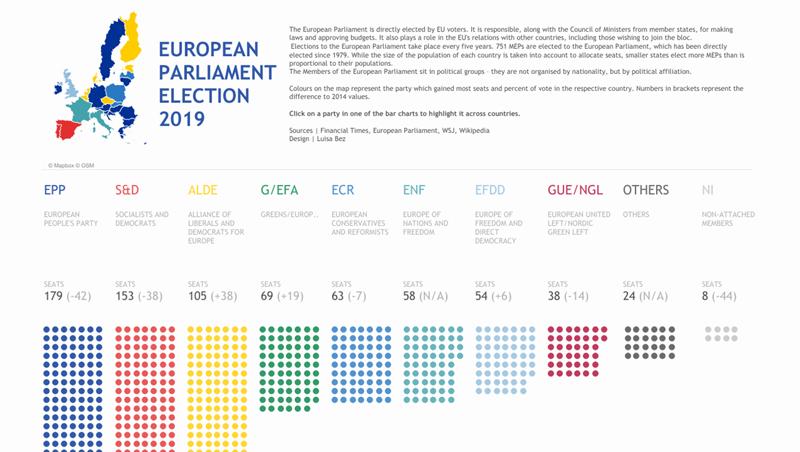 EUROPEAN
PARLIAMENT
ELECTION
2019
The European Parliament is directly elected by EU voters. It is responsible, along with the Council of Ministers from member states, for making
laws and approving budgets. It also plays a role in the EU's relations with other countries, including those wishing to join the bloc.
Elections to the European Parliament take place every five years. 751 MEPs are elected to the European Parliament, which has been directly
elected since 1979. While the size of the population of each country is taken into account to allocate seats, smaller states elect more MEPs than is
proportional to their populations.
The Members of the European Parliament sit in political groups - they are not organised by nationality, but by political affiliation.
Colours on the map represent the party which gained most seats and percent of vote in the respective country. Numbers in brackets represent the
difference to 2014 values.
Click on a party in one of the bar charts to highlight it across countries.
Sources | Financial Times, European Parliament, WSJ, Wikipedia
Design | Luisa Bez
© Mapbox © OSM
EPP S&D ALDE G/EFA ECR ENF EFDD GUE/NGL OTHERS NI
EUROPEAN SOCIALISTS AND ALLIANCE OF GREENS/EUROP.. EUROPEAN EUROPE OF EUROPE OF EUROPEAN UNITED OTHERS NON-ATTACHED
PEOPLE'S PARTY DEMOCRATS LIBERALS AND CONSERVATIVES NATIONS AND FREEDOM AND LEFT/NORDIC MEMBERS
DEMOCRATS FOR AND REFORMISTS FREEDOM DIRECT GREEN LEFT
EUROPE DEMOCRACY
SEATS SEATS SEATS SEATS SEATS SEATS SEATS SEATS SEATS SEATS
179 (-42) 153 (-38) 105 (+38) 69 (+19) 63 (-7) 58 (N/A) 54 (+6) 38 (-14) 24 (N/A) 8 (-44)